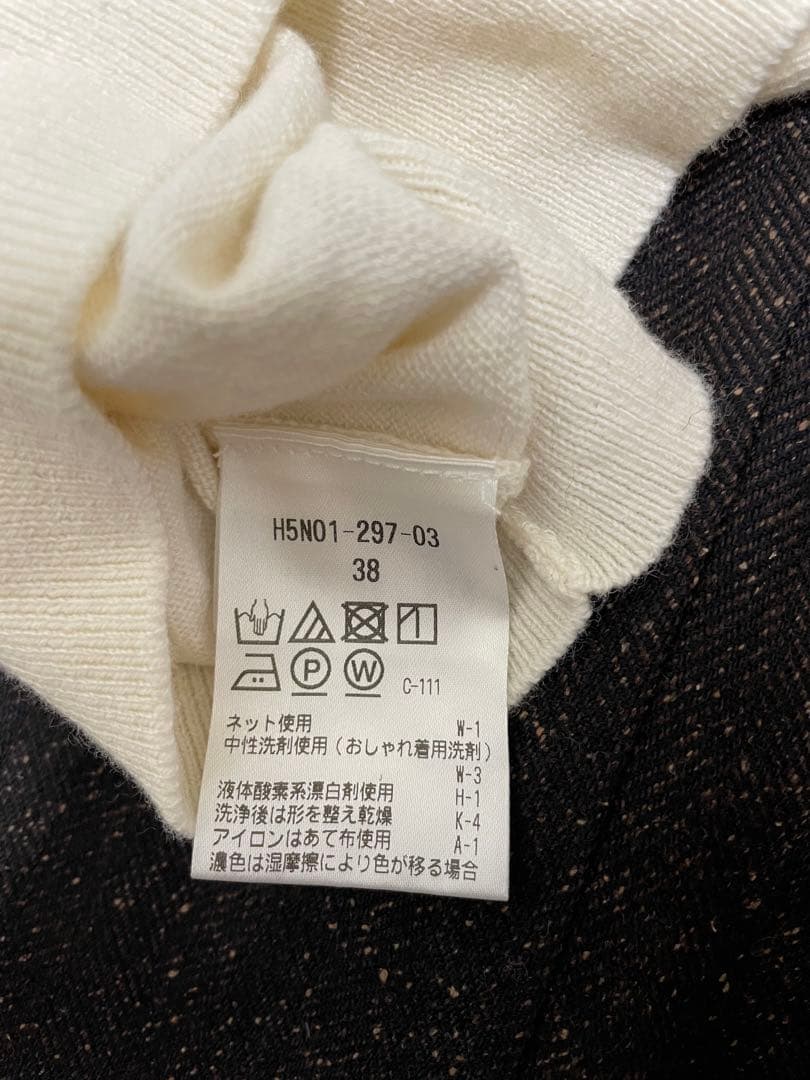 H5N01-297-03
38
P W C-111
ネット使用 W-1
中性洗剤使用(おしゃれ着用洗剤)
W-3
液体酸素系漂白剤使用 H-1
洗浄後は形を整え乾燥 K-4
アイロンはあて布使用 A-1
濃色は湿摩擦により色が移る場合